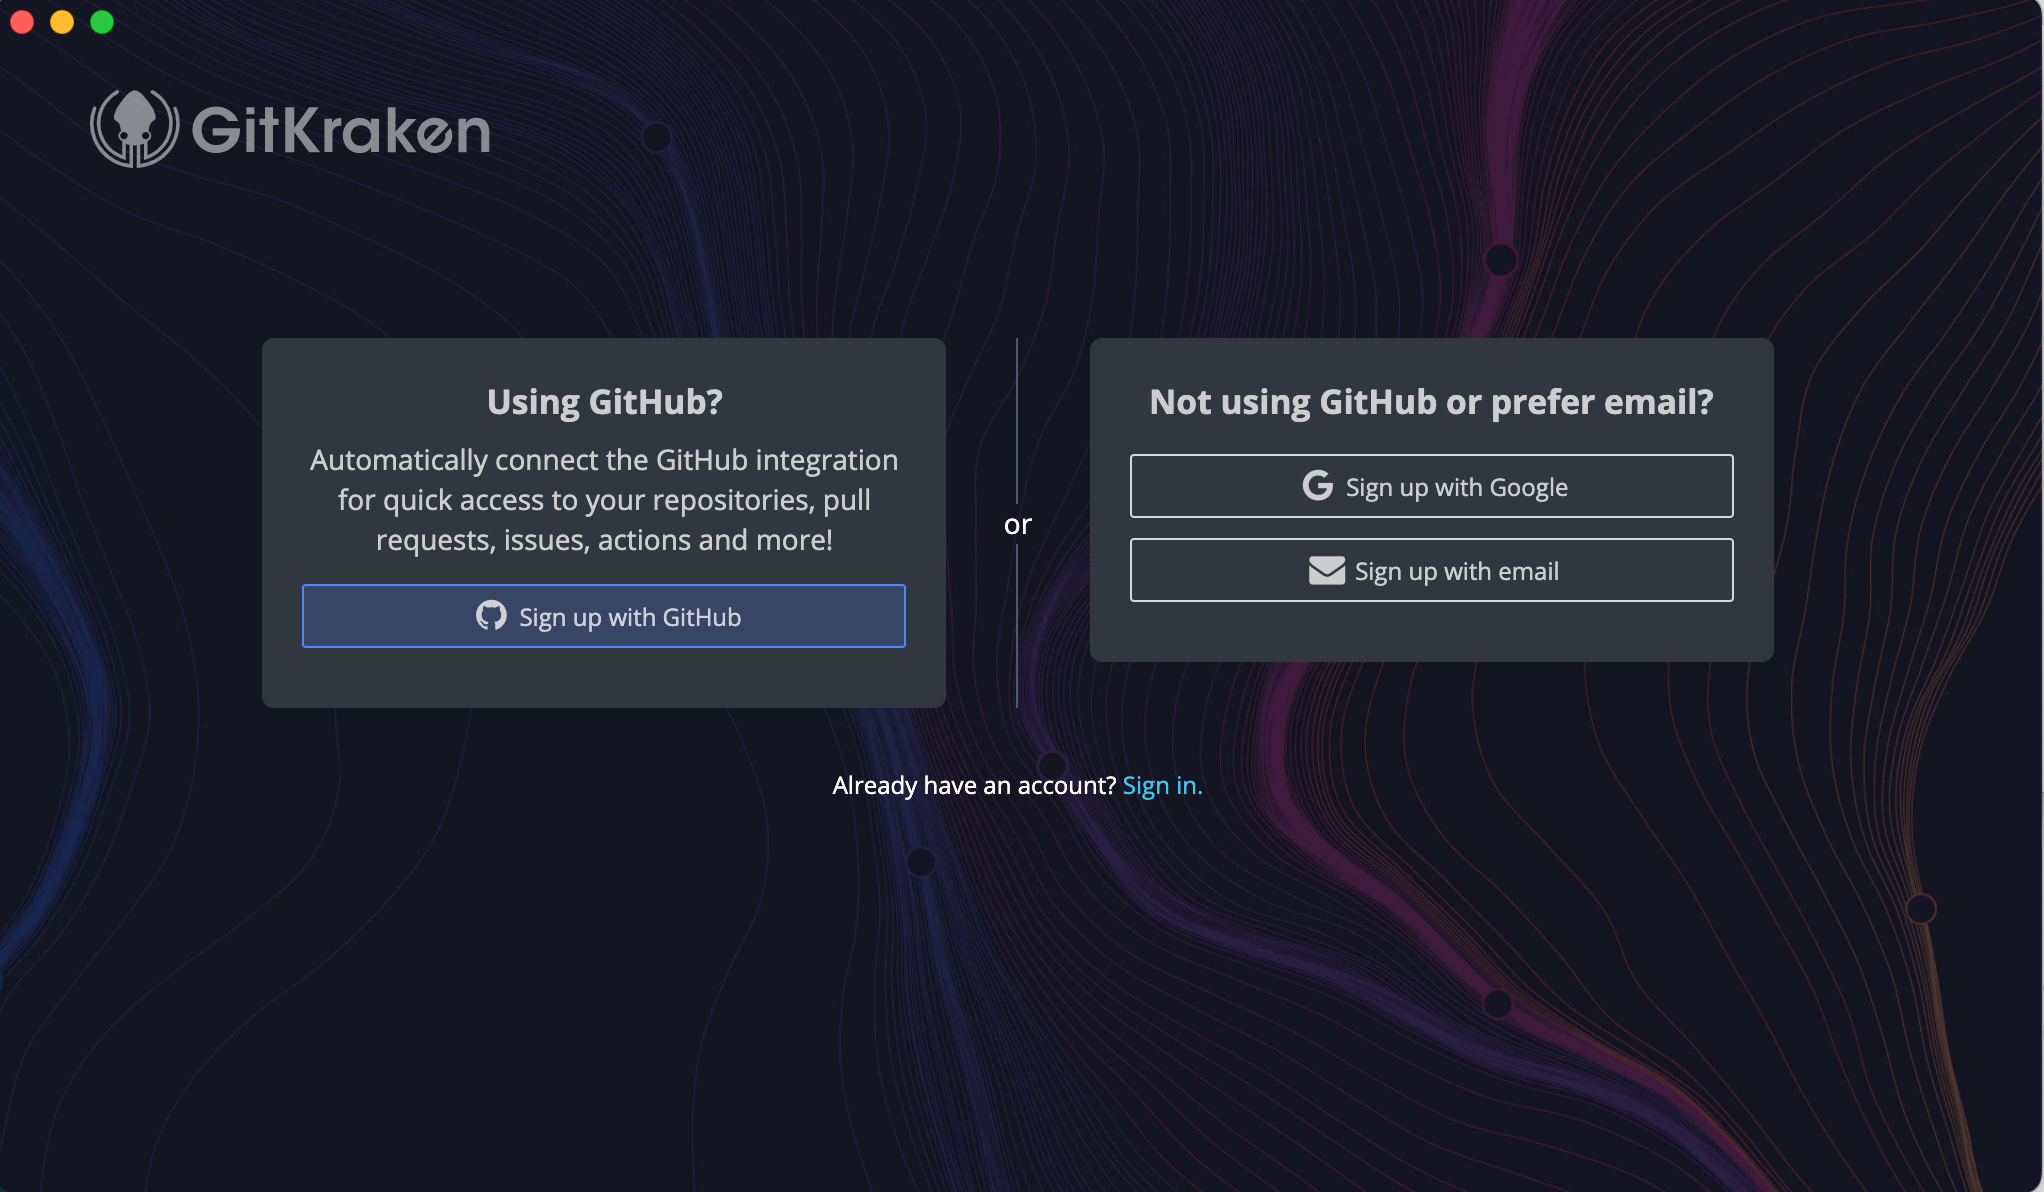 GitKraken
Using GitHub?
Automatically connect the GitHub integration
for quick access to your repositories, pull
requests, issues, actions and more!
Sign up with GitHub
or
Not using GitHub or prefer email?
Sign up with Google
Sign up with email
Already have an account? Sign in.